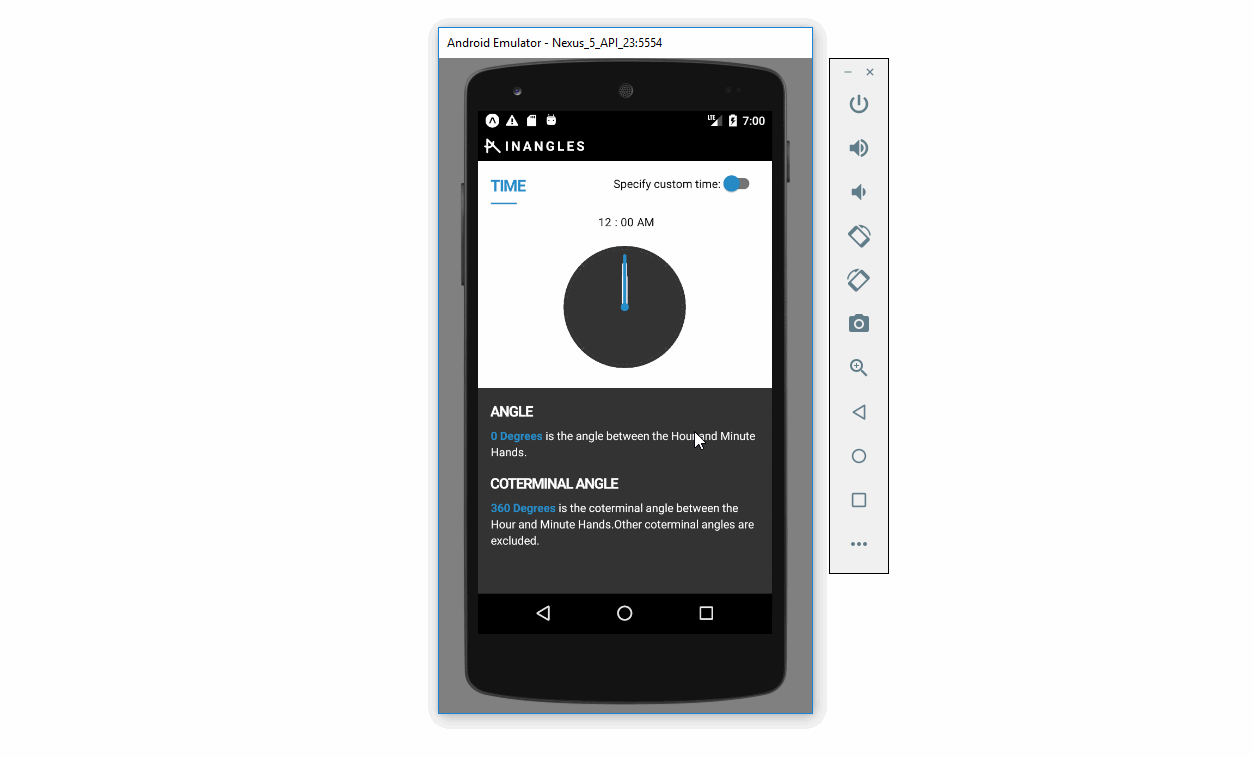 Android Emulator - Nexus_5_API_23:5554
LTE 7:00
INANGLES
TIME
Specify custom time:
12 : 00 AM
ANGLE
0 Degrees is the angle between the Hour and Minute
Hands.
COTERMINAL ANGLE
360 Degrees is the coterminal angle between the
Hour and Minute Hands.Other coterminal angles are
excluded.